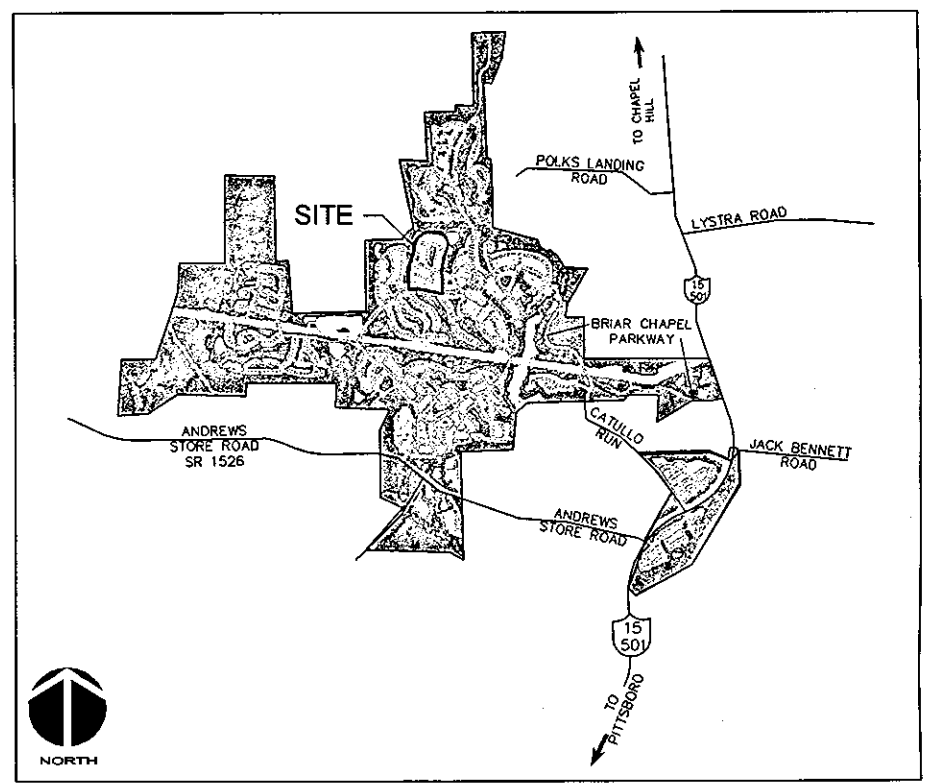 TO CHAPEL
HILL
POLKS LANDING
ROAD
SITE
LYSTRA ROAD
15
501
BRIAR CHAPEL
PARKWAY
CATULLO
RUN
ANDREWS
STORE ROAD
SR 1526
JACK BENNETT
ROAD
ANDREWS
STORE ROAD
15
501
TO
PITTSBORO
NORTH